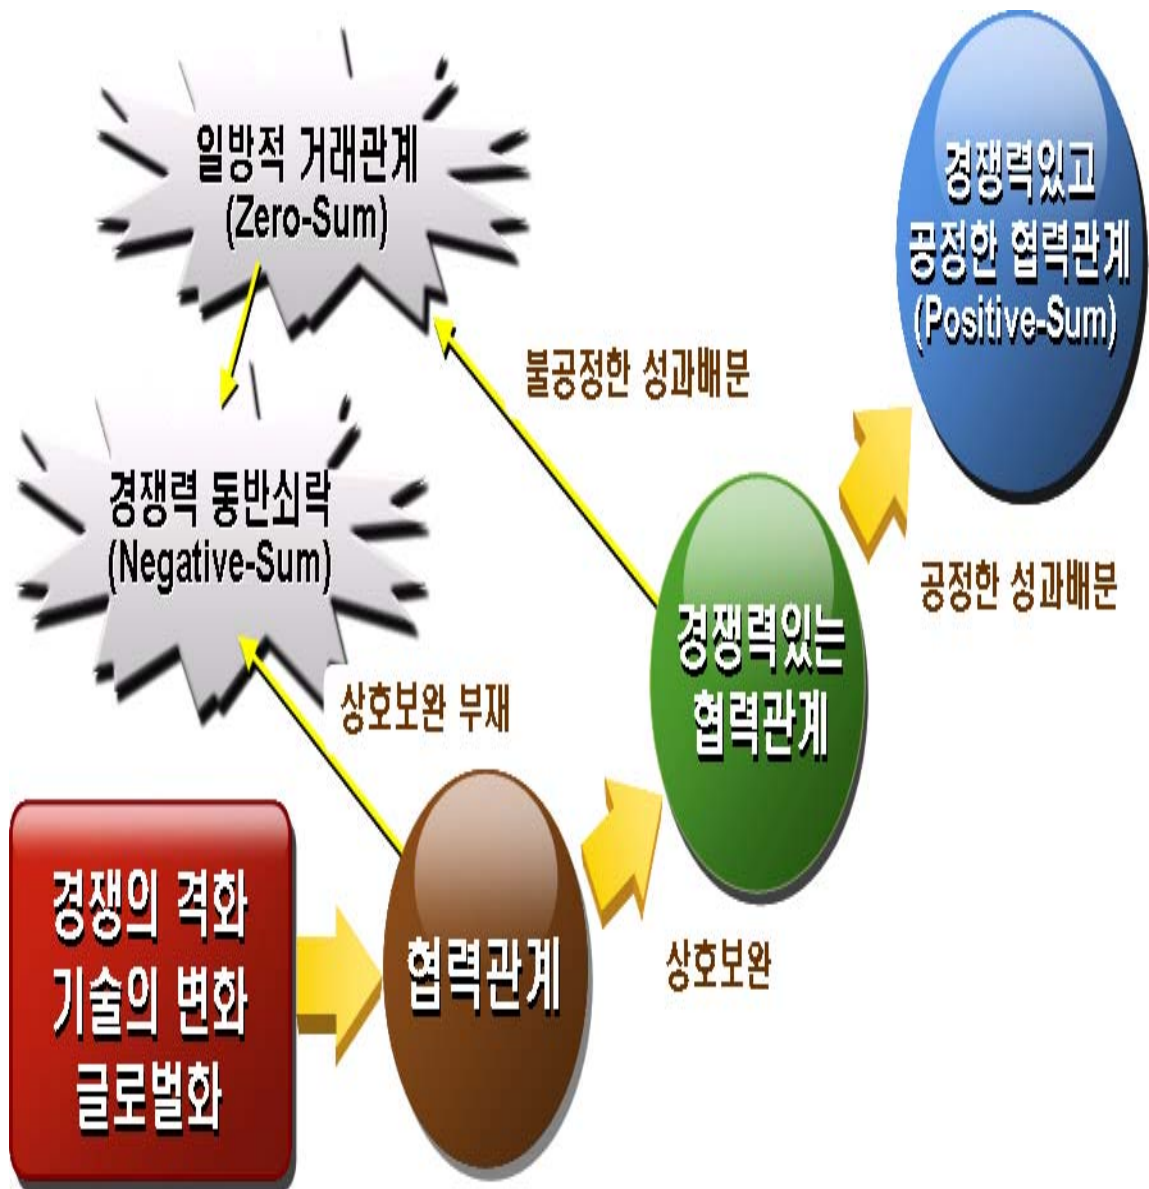 일방적 거래관계
(Zero-Sum)
경쟁력있고
공정한 협력관계
(Positive-Sum)
불공정한 성과배문
경쟁력 동반쇠락
(Negative-Sum)
공정한 성과배문
경쟁력있는
협력관계
상호보완 부재
경쟁의 격화
기술의 변화
글로벌화
협력관계
상호보완